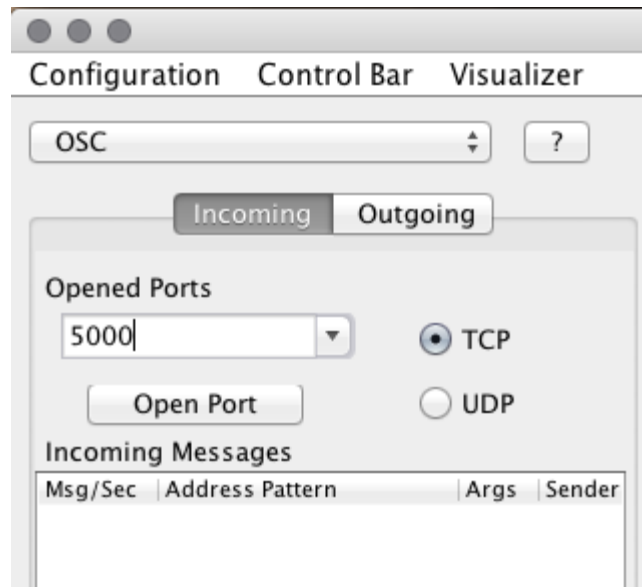 Configuration Control Bar Visualizer
OSC ?
Incoming Outgoing
Opened Ports
5000 TCP
Open Port UDP
Incoming Messages
Msg/Sec Address Pattern Args Sender